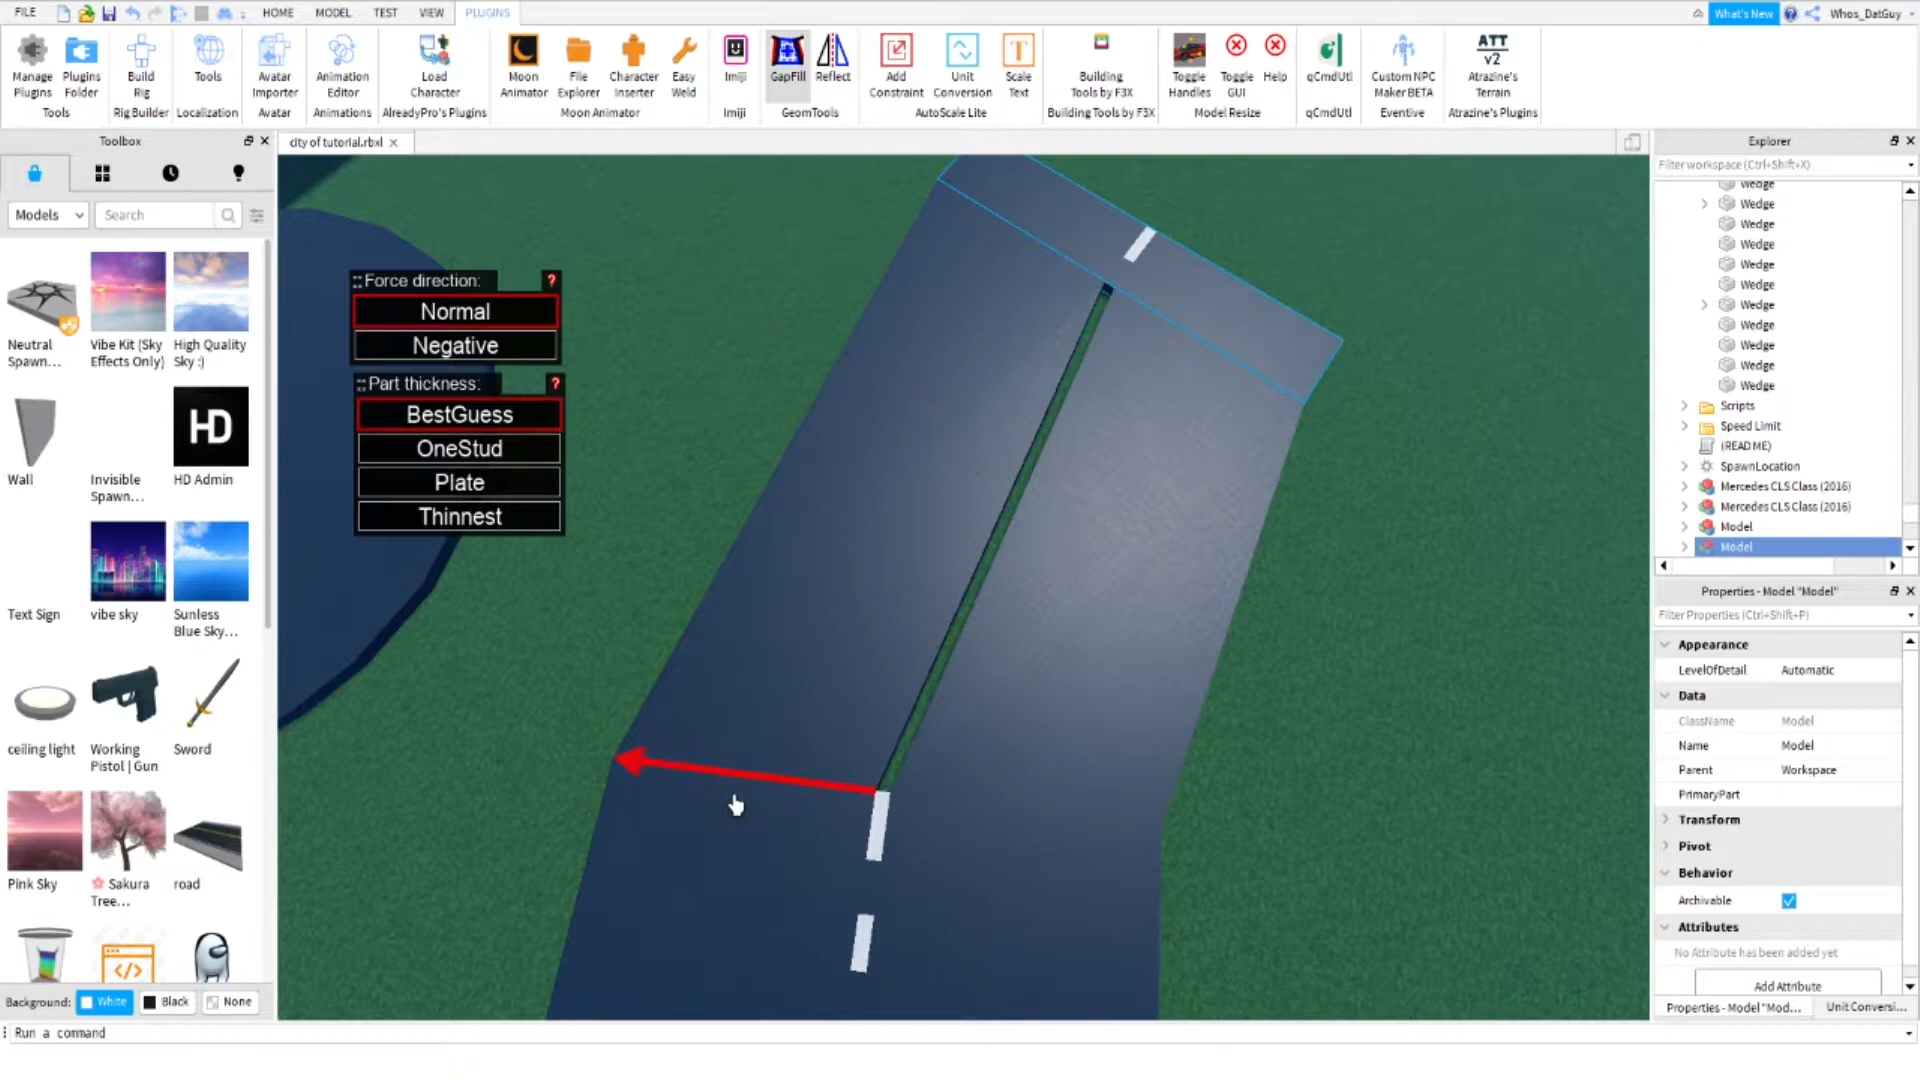 FILE HOME MODEL TEST VIEW PLUGINS What's New Whos_DatGuy
Manage Plugins Plugins Folder Build Rig Tools Avatar Importer Animation Editor Load Character Moon Animator File Explorer Character Inserter Easy Weld Imiji GapFill Reflect Add Constraint Unit Conversion Scale Text Building Tools by F3X Toggle Handles Toggle GUI Help qCmdUtl Custom NPC Maker BETA ATT v2 Atrazine's Terrain
Tools Rig Builder Localization Avatar Animations AlreadyPro's Plugins Moon Animator Imiji GeomTools AutoScale Lite Building Tools by F3X Model Resize qCmdUtl Eventive Atrazine's Plugins
Toolbox
city of tutorial.rbxl
Models Search
Neutral Spawn...
Vibe Kit (Sky Effects Only)
High Quality Sky :)
Wall
Invisible Spawn...
HD
HD Admin
Text Sign
vibe sky
Sunless Blue Sky...
ceiling light
Working Pistol | Gun
Sword
Pink Sky
🌸 Sakura Tree...
road
Background: White Black None
Run a command
Force direction: ?
Normal
Negative
Part thickness: ?
BestGuess
OneStud
Plate
Thinnest
Explorer
Filter workspace (Ctrl+Shift+X)
Wedge
Wedge
Wedge
Wedge
Wedge
Wedge
Wedge
Wedge
Wedge
Wedge
Wedge
Scripts
Speed Limit
(READ ME)
SpawnLocation
Mercedes CLS Class (2016)
Mercedes CLS Class (2016)
Model
Model
Properties - Model "Model"
Filter Properties (Ctrl+Shift+P)
Appearance
LevelOfDetail Automatic
Data
ClassName Model
Name Model
Parent Workspace
PrimaryPart
Transform
Pivot
Behavior
Archivable
Attributes
No Attribute has been added yet
Add Attribute
Properties - Model "Mod... Unit Conversi...